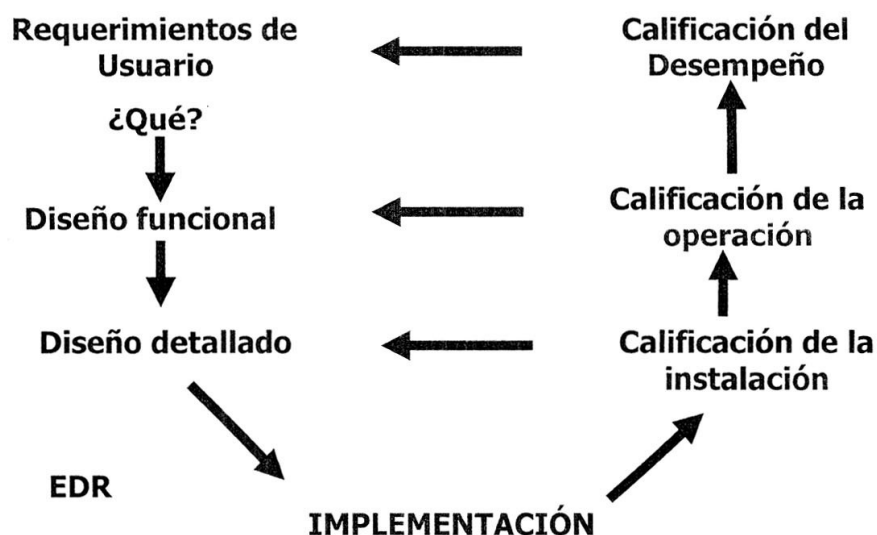 Requerimientos de
Usuario
¿Qué?
Diseño funcional
Diseño detallado
EDR
IMPLEMENTACIÓN
Calificación del
Desempeño
Calificación de la
operación
Calificación de la
instalación